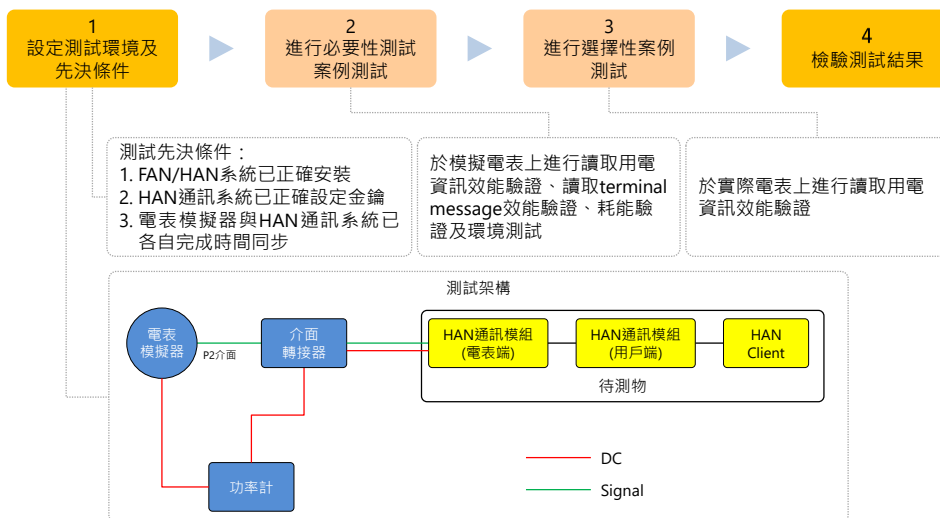 1
設定測試環境及
先決條件
2
進行必要性測試
案例測試
3
進行選擇性案例
測試
4
檢驗測試結果
測試先決條件：
1. FAN/HAN系統已正確安裝
2. HAN通訊系統已正確設定金鑰
3. 電表模擬器與HAN通訊系統已
各自完成時間同步
於模擬電表上進行讀取用電
資訊效能驗證、讀取terminal
message效能驗證、耗能驗
證及環境測試
於實際電表上進行讀取用電
資訊效能驗證
測試架構
電表
模擬器
P2介面
介面
轉接器
HAN通訊模組
(電表端)
HAN通訊模組
(用戶端)
HAN
Client
待測物
功率計
DC
Signal